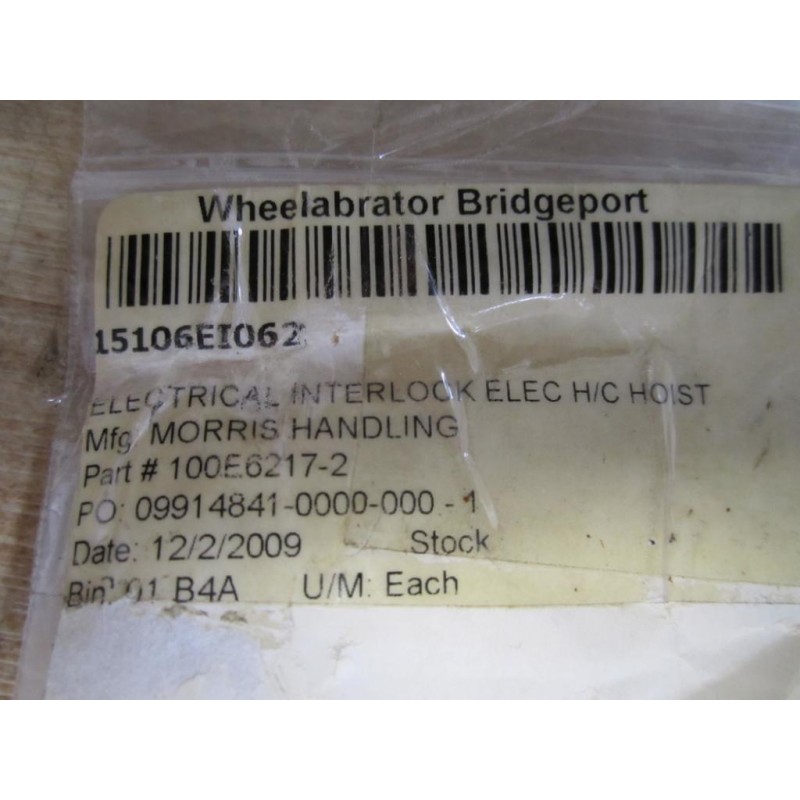 Wheelabrator Bridgeport
15106EI062
ELECTRICAL INTERLOCK ELEC H/C HOIST
Mfg MORRIS HANDLING
Part # 100E6217-2
PO: 09914841-0000-000 - 1
Date: 12/2/2009 Stock
Bin: 01 B4A U/M: Each